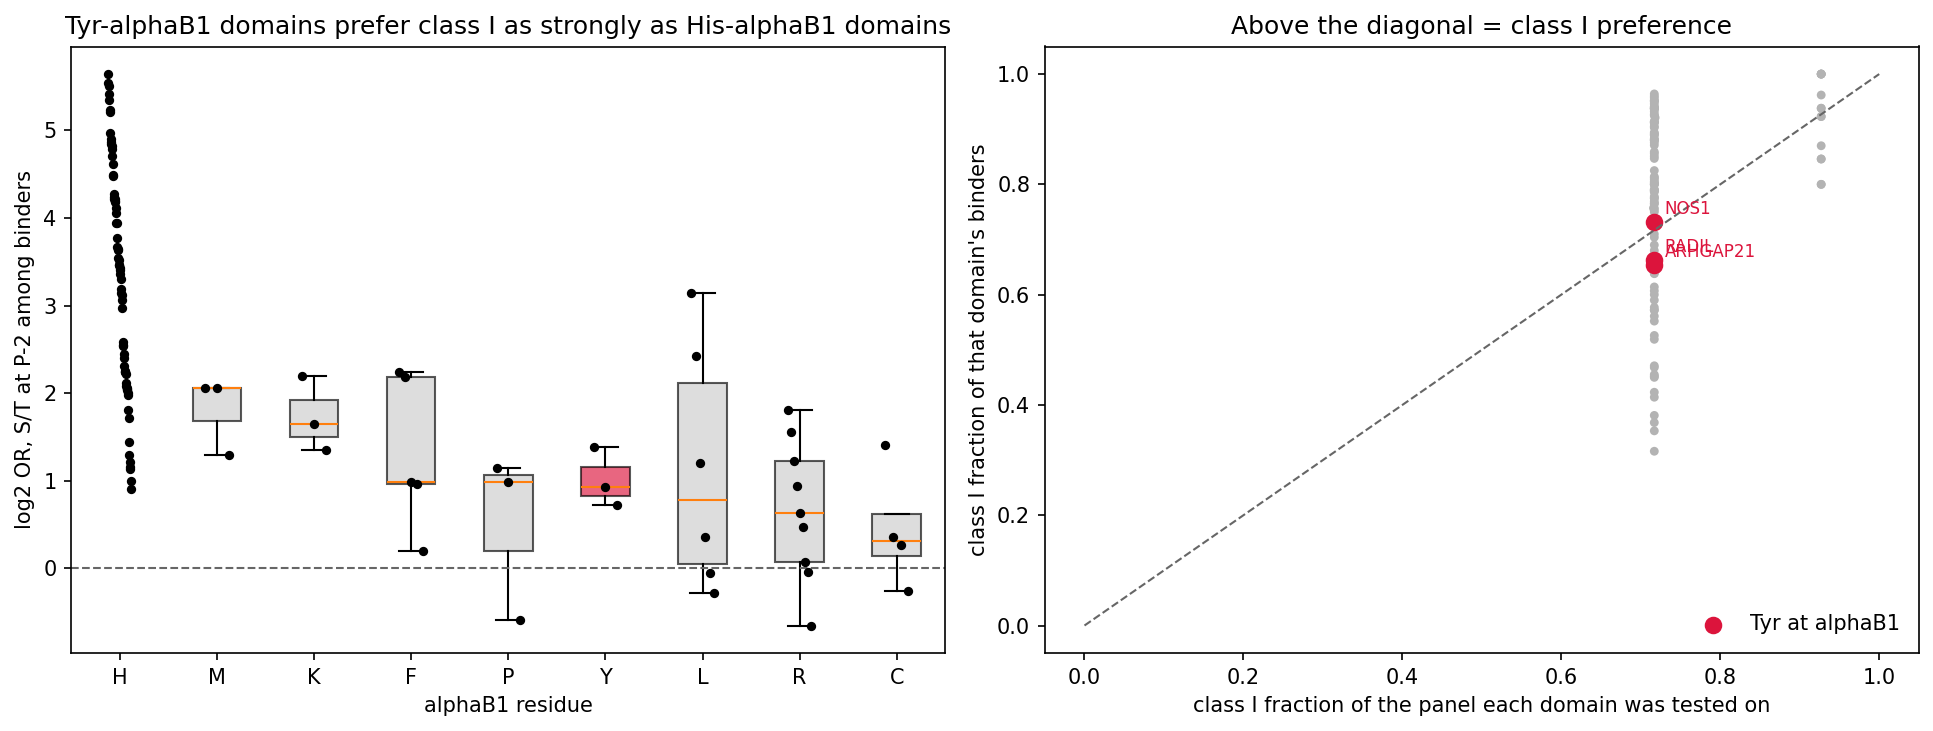 Tyr-alphaB1 domains prefer class I as strongly as His-alphaB1 domains
log2 OR, S/T at P-2 among binders
5
4
3
2
1
0
H M K F P Y L R C
alphaB1 residue
Above the diagonal = class I preference
class I fraction of that domain's binders
1.0
0.8
0.6
0.4
0.2
0.0
NOS1
RADIL
ARHGAP21
Tyr at alphaB1
0.0 0.2 0.4 0.6 0.8 1.0
class I fraction of the panel each domain was tested on